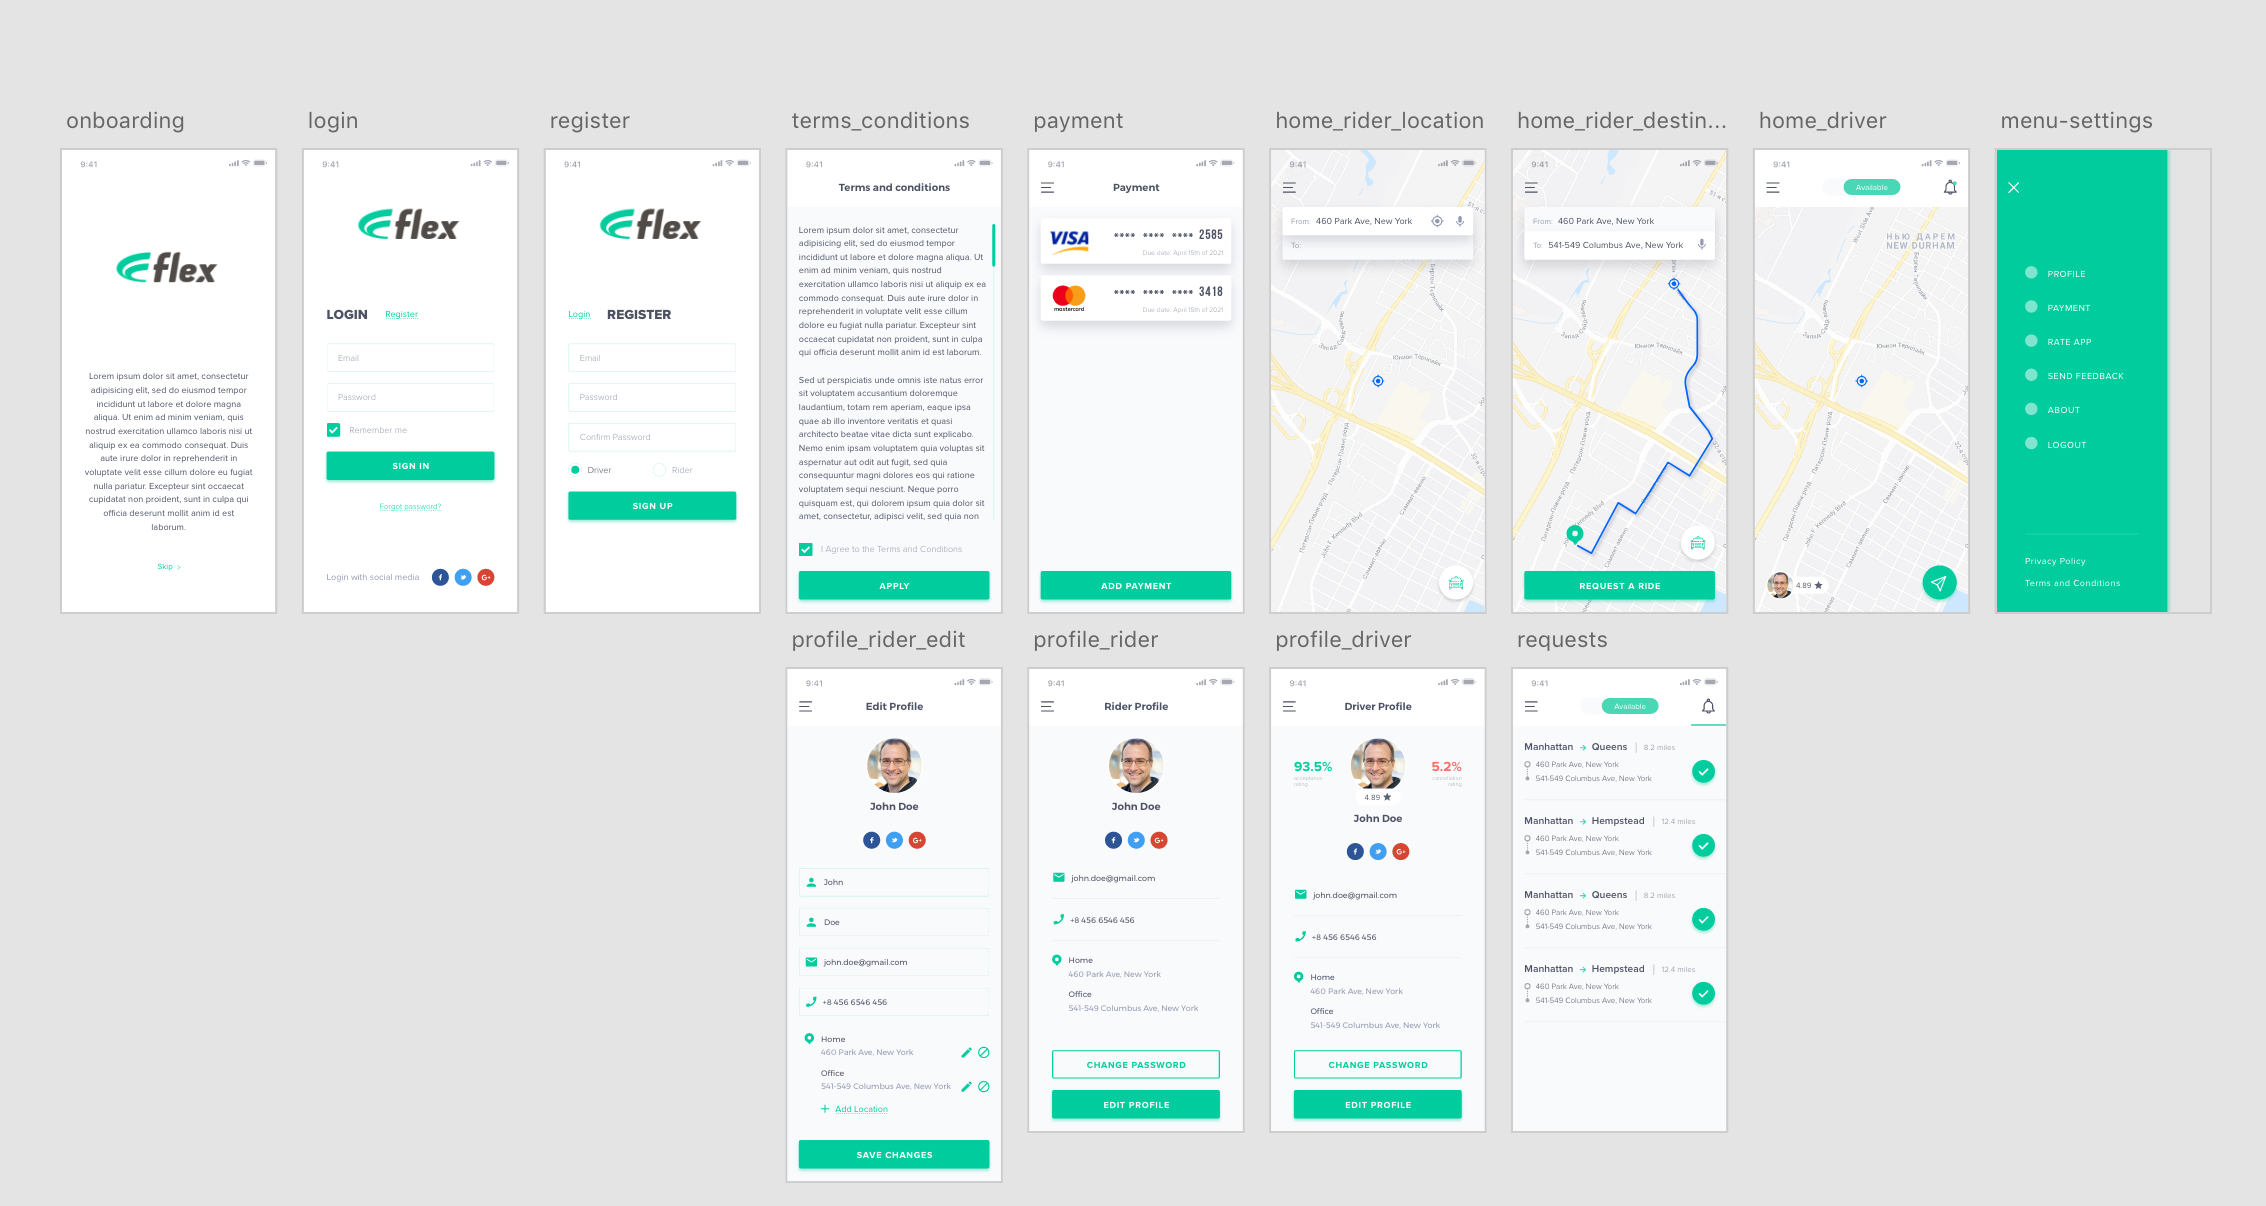 onboarding
9:41
flex
Lorem ipsum dolor sit amet, consectetur
adipisicing elit, sed do eiusmod tempor
incididunt ut labore et dolore magna
aliqua. Ut enim ad minim veniam, quis
nostrud exercitation ullamco laboris nisi ut
aliquip ex ea commodo consequat. Duis
aute irure dolor in reprehenderit in
voluptate velit esse cillum dolore eu fugiat
nulla pariatur. Excepteur sint occaecat
cupidatat non proident, sunt in culpa qui
officia deserunt mollit anim id est
laborum.
Skip >
login
9:41
flex
LOGIN Register
Email
Password
Remember me
SIGN IN
Forgot password?
Login with social media
register
9:41
flex
Login REGISTER
Email
Password
Confirm Password
Driver Rider
SIGN UP
terms_conditions
9:41
Terms and conditions
Lorem ipsum dolor sit amet, consectetur
adipisicing elit, sed do eiusmod tempor
incididunt ut labore et dolore magna aliqua. Ut
enim ad minim veniam, quis nostrud
exercitation ullamco laboris nisi ut aliquip ex ea
commodo consequat. Duis aute irure dolor in
reprehenderit in voluptate velit esse cillum
dolore eu fugiat nulla pariatur. Excepteur sint
occaecat cupidatat non proident, sunt in culpa
qui officia deserunt mollit anim id est laborum.
Sed ut perspiciatis unde omnis iste natus error
sit voluptatem accusantium doloremque
laudantium, totam rem aperiam, eaque ipsa
quae ab illo inventore veritatis et quasi
architecto beatae vitae dicta sunt explicabo.
Nemo enim ipsam voluptatem quia voluptas sit
aspernatur aut odit aut fugit, sed quia
consequuntur magni dolores eos qui ratione
voluptatem sequi nesciunt. Neque porro
quisquam est, qui dolorem ipsum quia dolor sit
amet, consectetur, adipisci velit, sed quia non
I Agree to the Terms and Conditions
APPLY
payment
9:41
Payment
VISA **** **** **** 2585
Due date: April 15th of 2021
mastercard **** **** **** 3418
Due date: April 15th of 2021
ADD PAYMENT
home_rider_location
9:41
From: 460 Park Ave, New York
To:
Юнион Терпнпайк
John F. Kennedy Blvd
home_rider_destin...
9:41
From: 460 Park Ave, New York
To: 541-549 Columbus Ave, New York
John F. Kennedy Blvd
REQUEST A RIDE
home_driver
9:41
Available
НЬЮ ДАРЕМ
NEW DURHAM
John F. Kennedy Blvd
4.89 ★
menu-settings
PROFILE
PAYMENT
RATE APP
SEND FEEDBACK
ABOUT
LOGOUT
Privacy Policy
Terms and Conditions
profile_rider_edit
9:41
Edit Profile
John Doe
John
Doe
john.doe@gmail.com
+8 456 6546 456
Home
460 Park Ave, New York
Office
541-549 Columbus Ave, New York
+ Add Location
SAVE CHANGES
profile_rider
9:41
Rider Profile
John Doe
john.doe@gmail.com
+8 456 6546 456
Home
460 Park Ave, New York
Office
541-549 Columbus Ave, New York
CHANGE PASSWORD
EDIT PROFILE
profile_driver
9:41
Driver Profile
93.5%
acceptance
rating
5.2%
cancellation
rating
4.89 ★
John Doe
john.doe@gmail.com
+8 456 6546 456
Home
460 Park Ave, New York
Office
541-549 Columbus Ave, New York
CHANGE PASSWORD
EDIT PROFILE
requests
9:41
Available
Manhattan → Queens | 8.2 miles
460 Park Ave, New York
541-549 Columbus Ave, New York
Manhattan → Hempstead | 12.4 miles
460 Park Ave, New York
541-549 Columbus Ave, New York
Manhattan → Queens | 8.2 miles
460 Park Ave, New York
541-549 Columbus Ave, New York
Manhattan → Hempstead | 12.4 miles
460 Park Ave, New York
541-549 Columbus Ave, New York